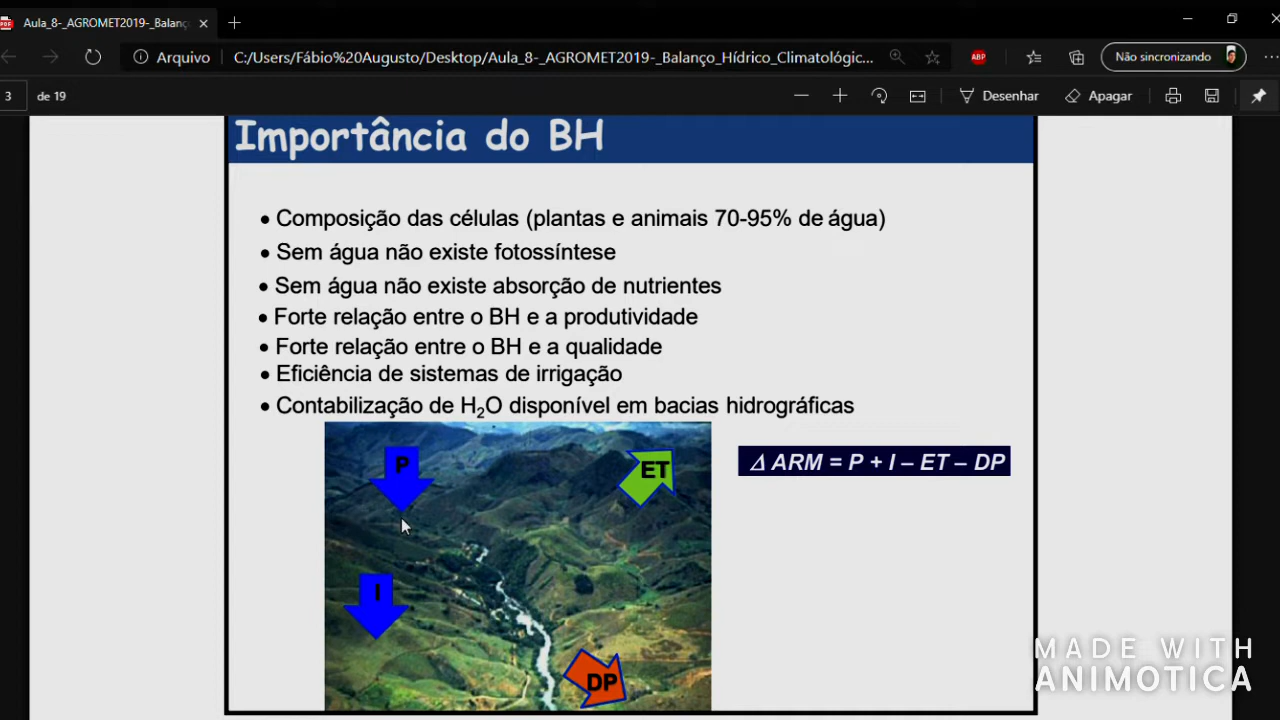 Aula_8-_AGROMET2019-_Balanç
Arquivo
C:/Users/Fábio%20Augusto/Desktop/Aula_8-_AGROMET2019-_Balanço_Hídrico_Climatológic...
ABP
Não sincronizando
3 de 19
Desenhar
Apagar
Importância do BH
• Composição das células (plantas e animais 70-95% de água)
• Sem água não existe fotossíntese
• Sem água não existe absorção de nutrientes
• Forte relação entre o BH e a produtividade
• Forte relação entre o BH e a qualidade
• Eficiência de sistemas de irrigação
• Contabilização de H₂O disponível em bacias hidrográficas
P
ET
Δ ARM = P + I – ET – DP
I
DP
MADE WITH
ANIMOTICA